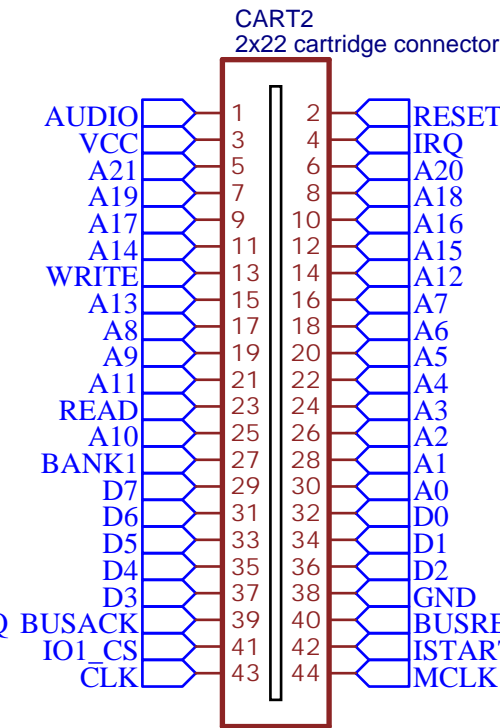 CART2
2x22 cartridge connector
AUDIO 1 2 RESET
VCC 3 4 IRQ
A21 5 6 A20
A19 7 8 A18
A17 9 10 A16
A14 11 12 A15
WRITE 13 14 A12
A13 15 16 A7
A8 17 18 A6
A9 19 20 A5
A11 21 22 A4
READ 23 24 A3
A10 25 26 A2
BANK1 27 28 A1
D7 29 30 A0
D6 31 32 D0
D5 33 34 D1
D4 35 36 D2
D3 37 38 GND
Q BUSACK 39 40 BUSRE
IO1_CS 41 42 ISTART
CLK 43 44 MCLK